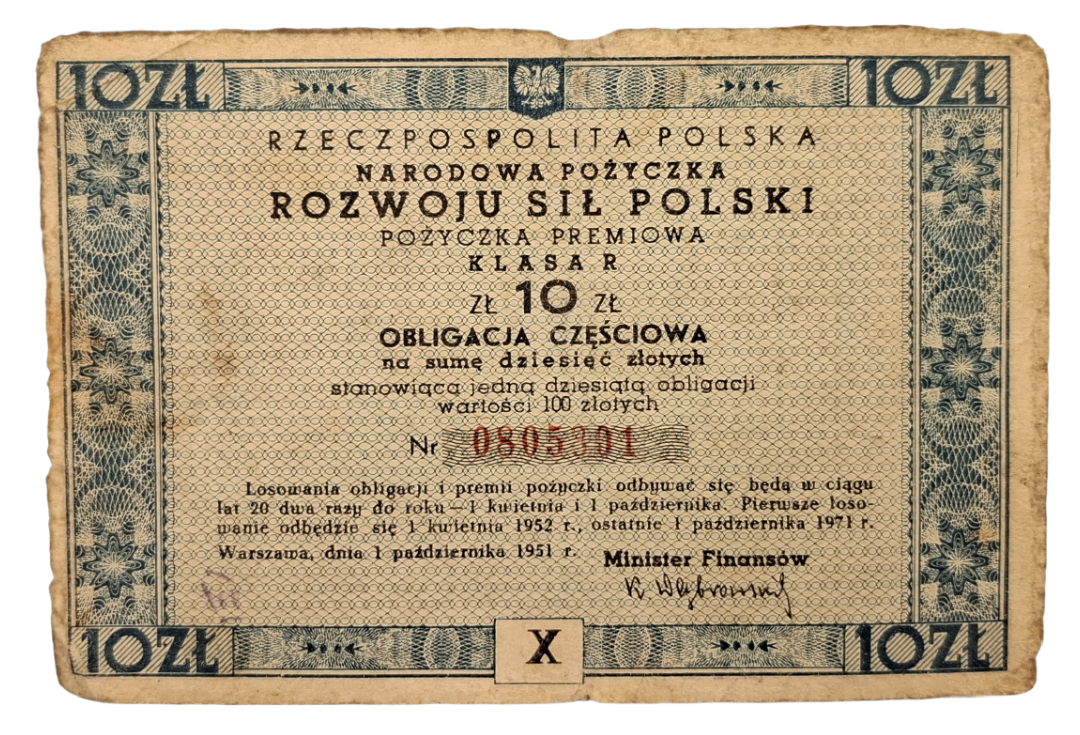 10ZŁ 10ZŁ
RZECZPOSPOLITA POLSKA
NARODOWA POŻYCZKA
ROZWOJU SIŁ POLSKI
POŻYCZKA PREMIOWA
KLASA R
ZŁ 10 ZŁ
OBLIGACJA CZĘŚCIOWA
na sumę dziesięć złotych
stanowiąca jedną dziesiątą obligacji
wartości 100 złotych
Nr 0805301
Losowania obligacji i premii pożyczki odbywać się będą w ciągu
lat 20 dwa razy do roku — 1 kwietnia i 1 października. Pierwsze loso-
wanie odbędzie się 1 kwietnia 1952 r., ostatnie 1 października 1971 r.
Warszawa, dnia 1 października 1951 r.
Minister Finansów
K Dąbrowski
10ZŁ X 10ZŁ